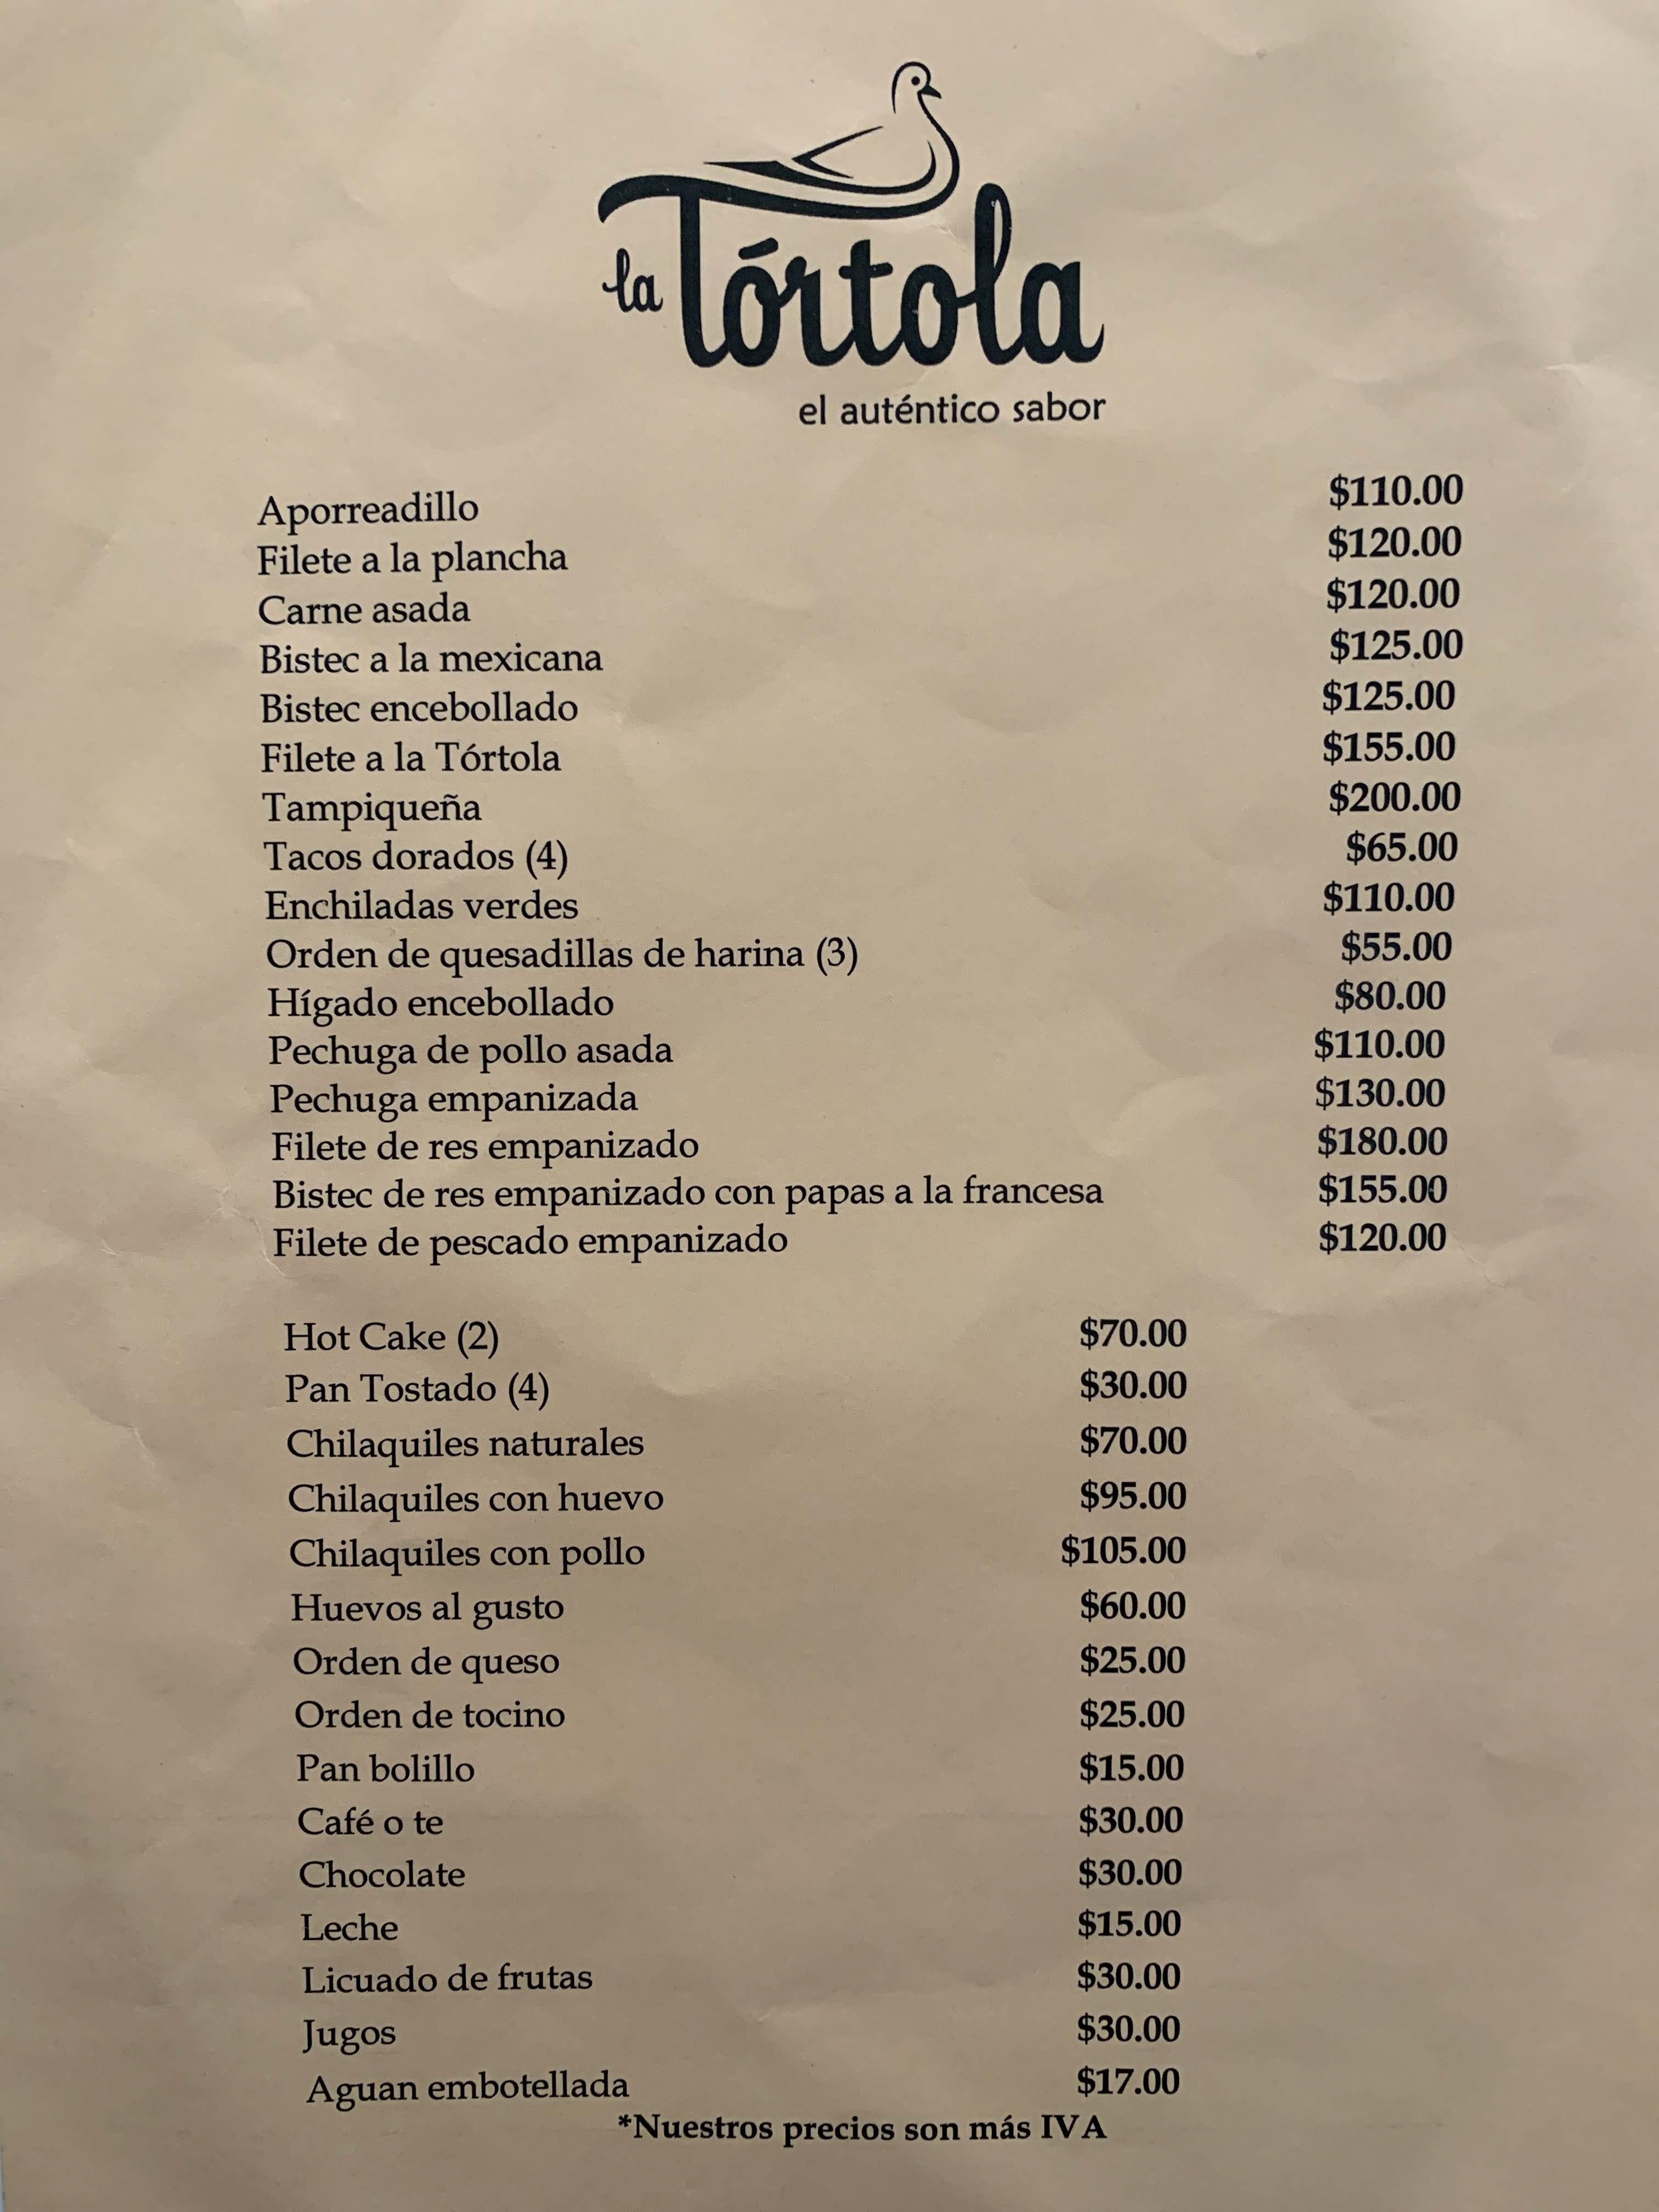 la Tórtola
el auténtico sabor
Aporreadillo $110.00
Filete a la plancha $120.00
Carne asada $120.00
Bistec a la mexicana $125.00
Bistec encebollado $125.00
Filete a la Tórtola $155.00
Tampiqueña $200.00
Tacos dorados (4) $65.00
Enchiladas verdes $110.00
Orden de quesadillas de harina (3) $55.00
Hígado encebollado $80.00
Pechuga de pollo asada $110.00
Pechuga empanizada $130.00
Filete de res empanizado $180.00
Bistec de res empanizado con papas a la francesa $155.00
Filete de pescado empanizado $120.00
Hot Cake (2) $70.00
Pan Tostado (4) $30.00
Chilaquiles naturales $70.00
Chilaquiles con huevo $95.00
Chilaquiles con pollo $105.00
Huevos al gusto $60.00
Orden de queso $25.00
Orden de tocino $25.00
Pan bolillo $15.00
Café o te $30.00
Chocolate $30.00
Leche $15.00
Licuado de frutas $30.00
Jugos $30.00
Aguan embotellada $17.00
*Nuestros precios son más IVA